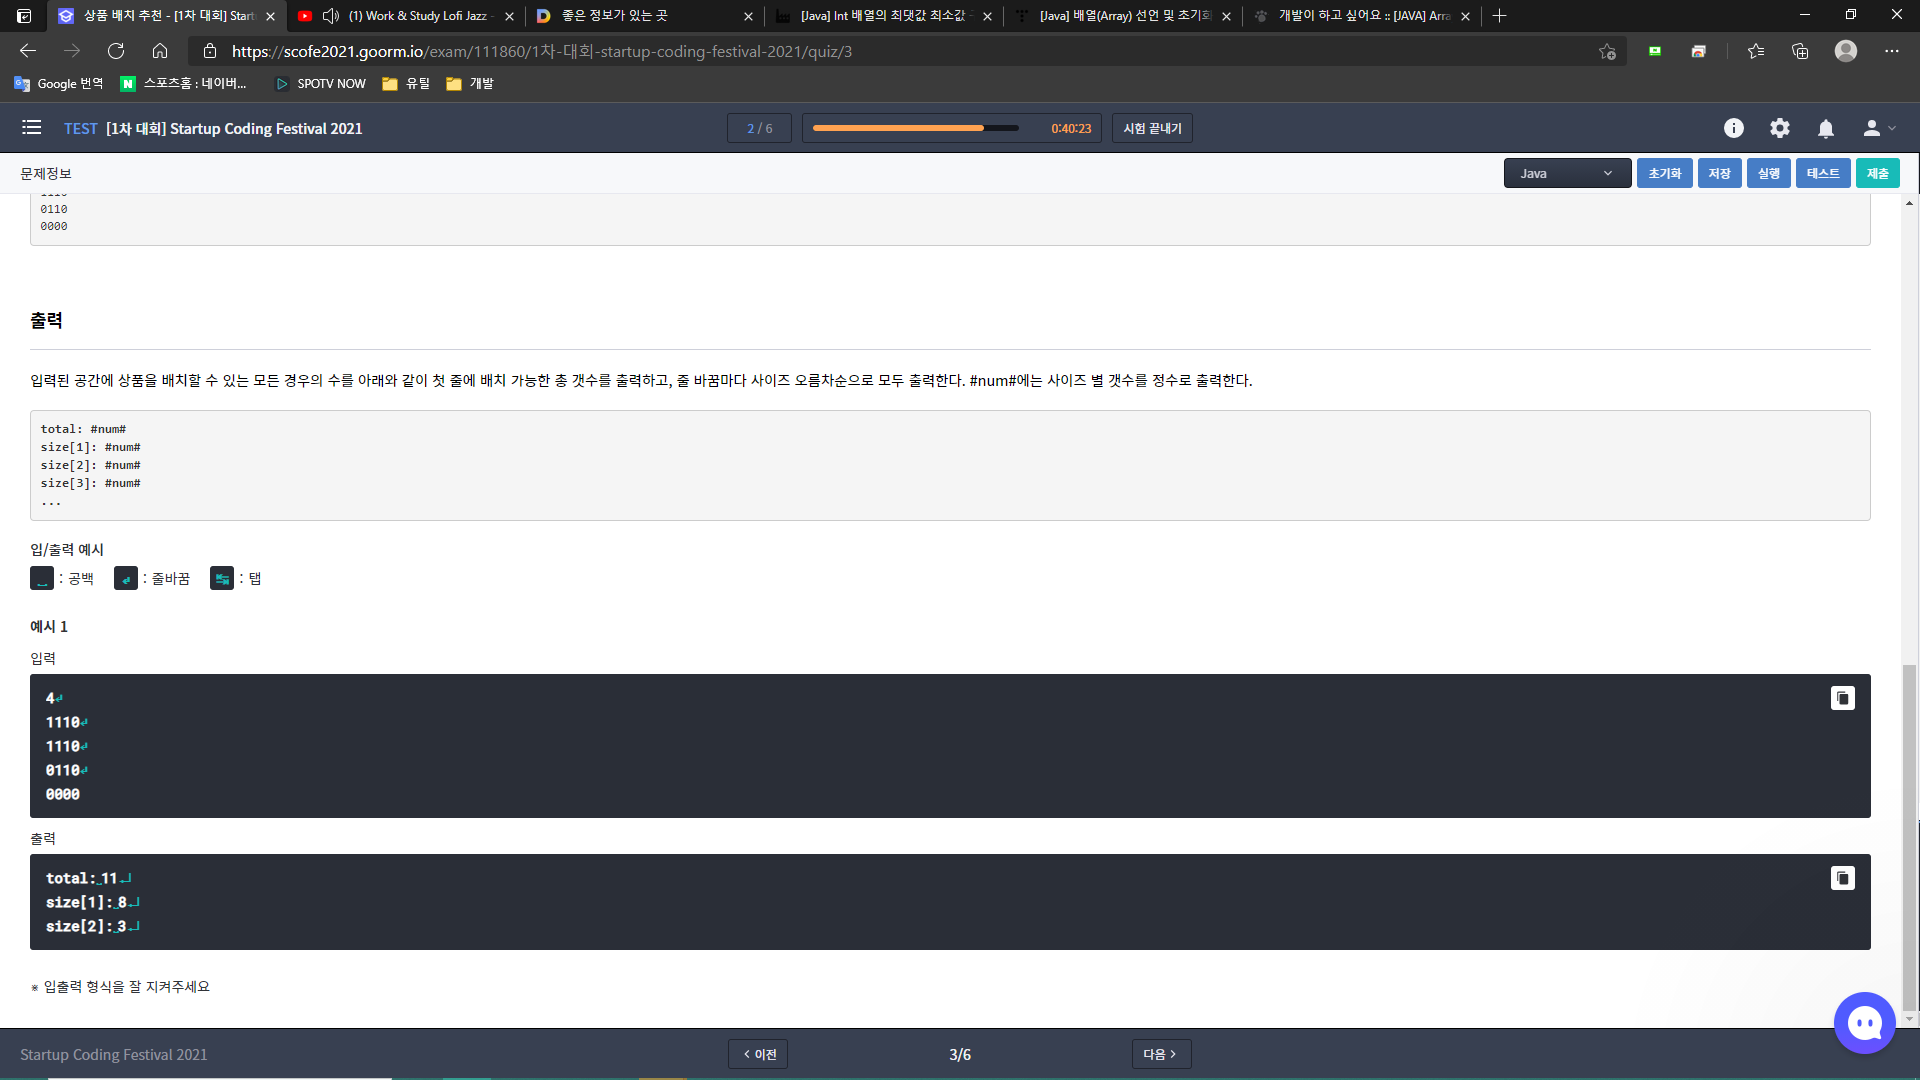 상품 배치 추천 - [1차 대회] Start
(1) Work & Study Lofi Jazz -
좋은 정보가 있는 곳
[Java] Int 배열의 최댓값 최소값
[Java] 배열(Array) 선언 및 초기화
개발이 하고 싶어요 :: [JAVA] Arra
https://scofe2021.goorm.io/exam/111860/1차-대회-startup-coding-festival-2021/quiz/3
Google 번역
스포츠홈 : 네이버...
SPOTV NOW
유틸
개발
TEST [1차 대회] Startup Coding Festival 2021
2 / 6
0:40:23
시험 끝내기
문제정보
Java
초기화
저장
실행
테스트
제출
1110
0110
0000
출력
입력된 공간에 상품을 배치할 수 있는 모든 경우의 수를 아래와 같이 첫 줄에 배치 가능한 총 갯수를 출력하고, 줄 바꿈마다 사이즈 오름차순으로 모두 출력한다. #num#에는 사이즈 별 갯수를 정수로 출력한다.
total: #num#
size[1]: #num#
size[2]: #num#
size[3]: #num#
...
입/출력 예시
: 공백
: 줄바꿈
: 탭
예시 1
입력
4
1110
1110
0110
0000
출력
total: 11
size[1]: 8
size[2]: 3
※ 입출력 형식을 잘 지켜주세요
Startup Coding Festival 2021
이전
3/6
다음